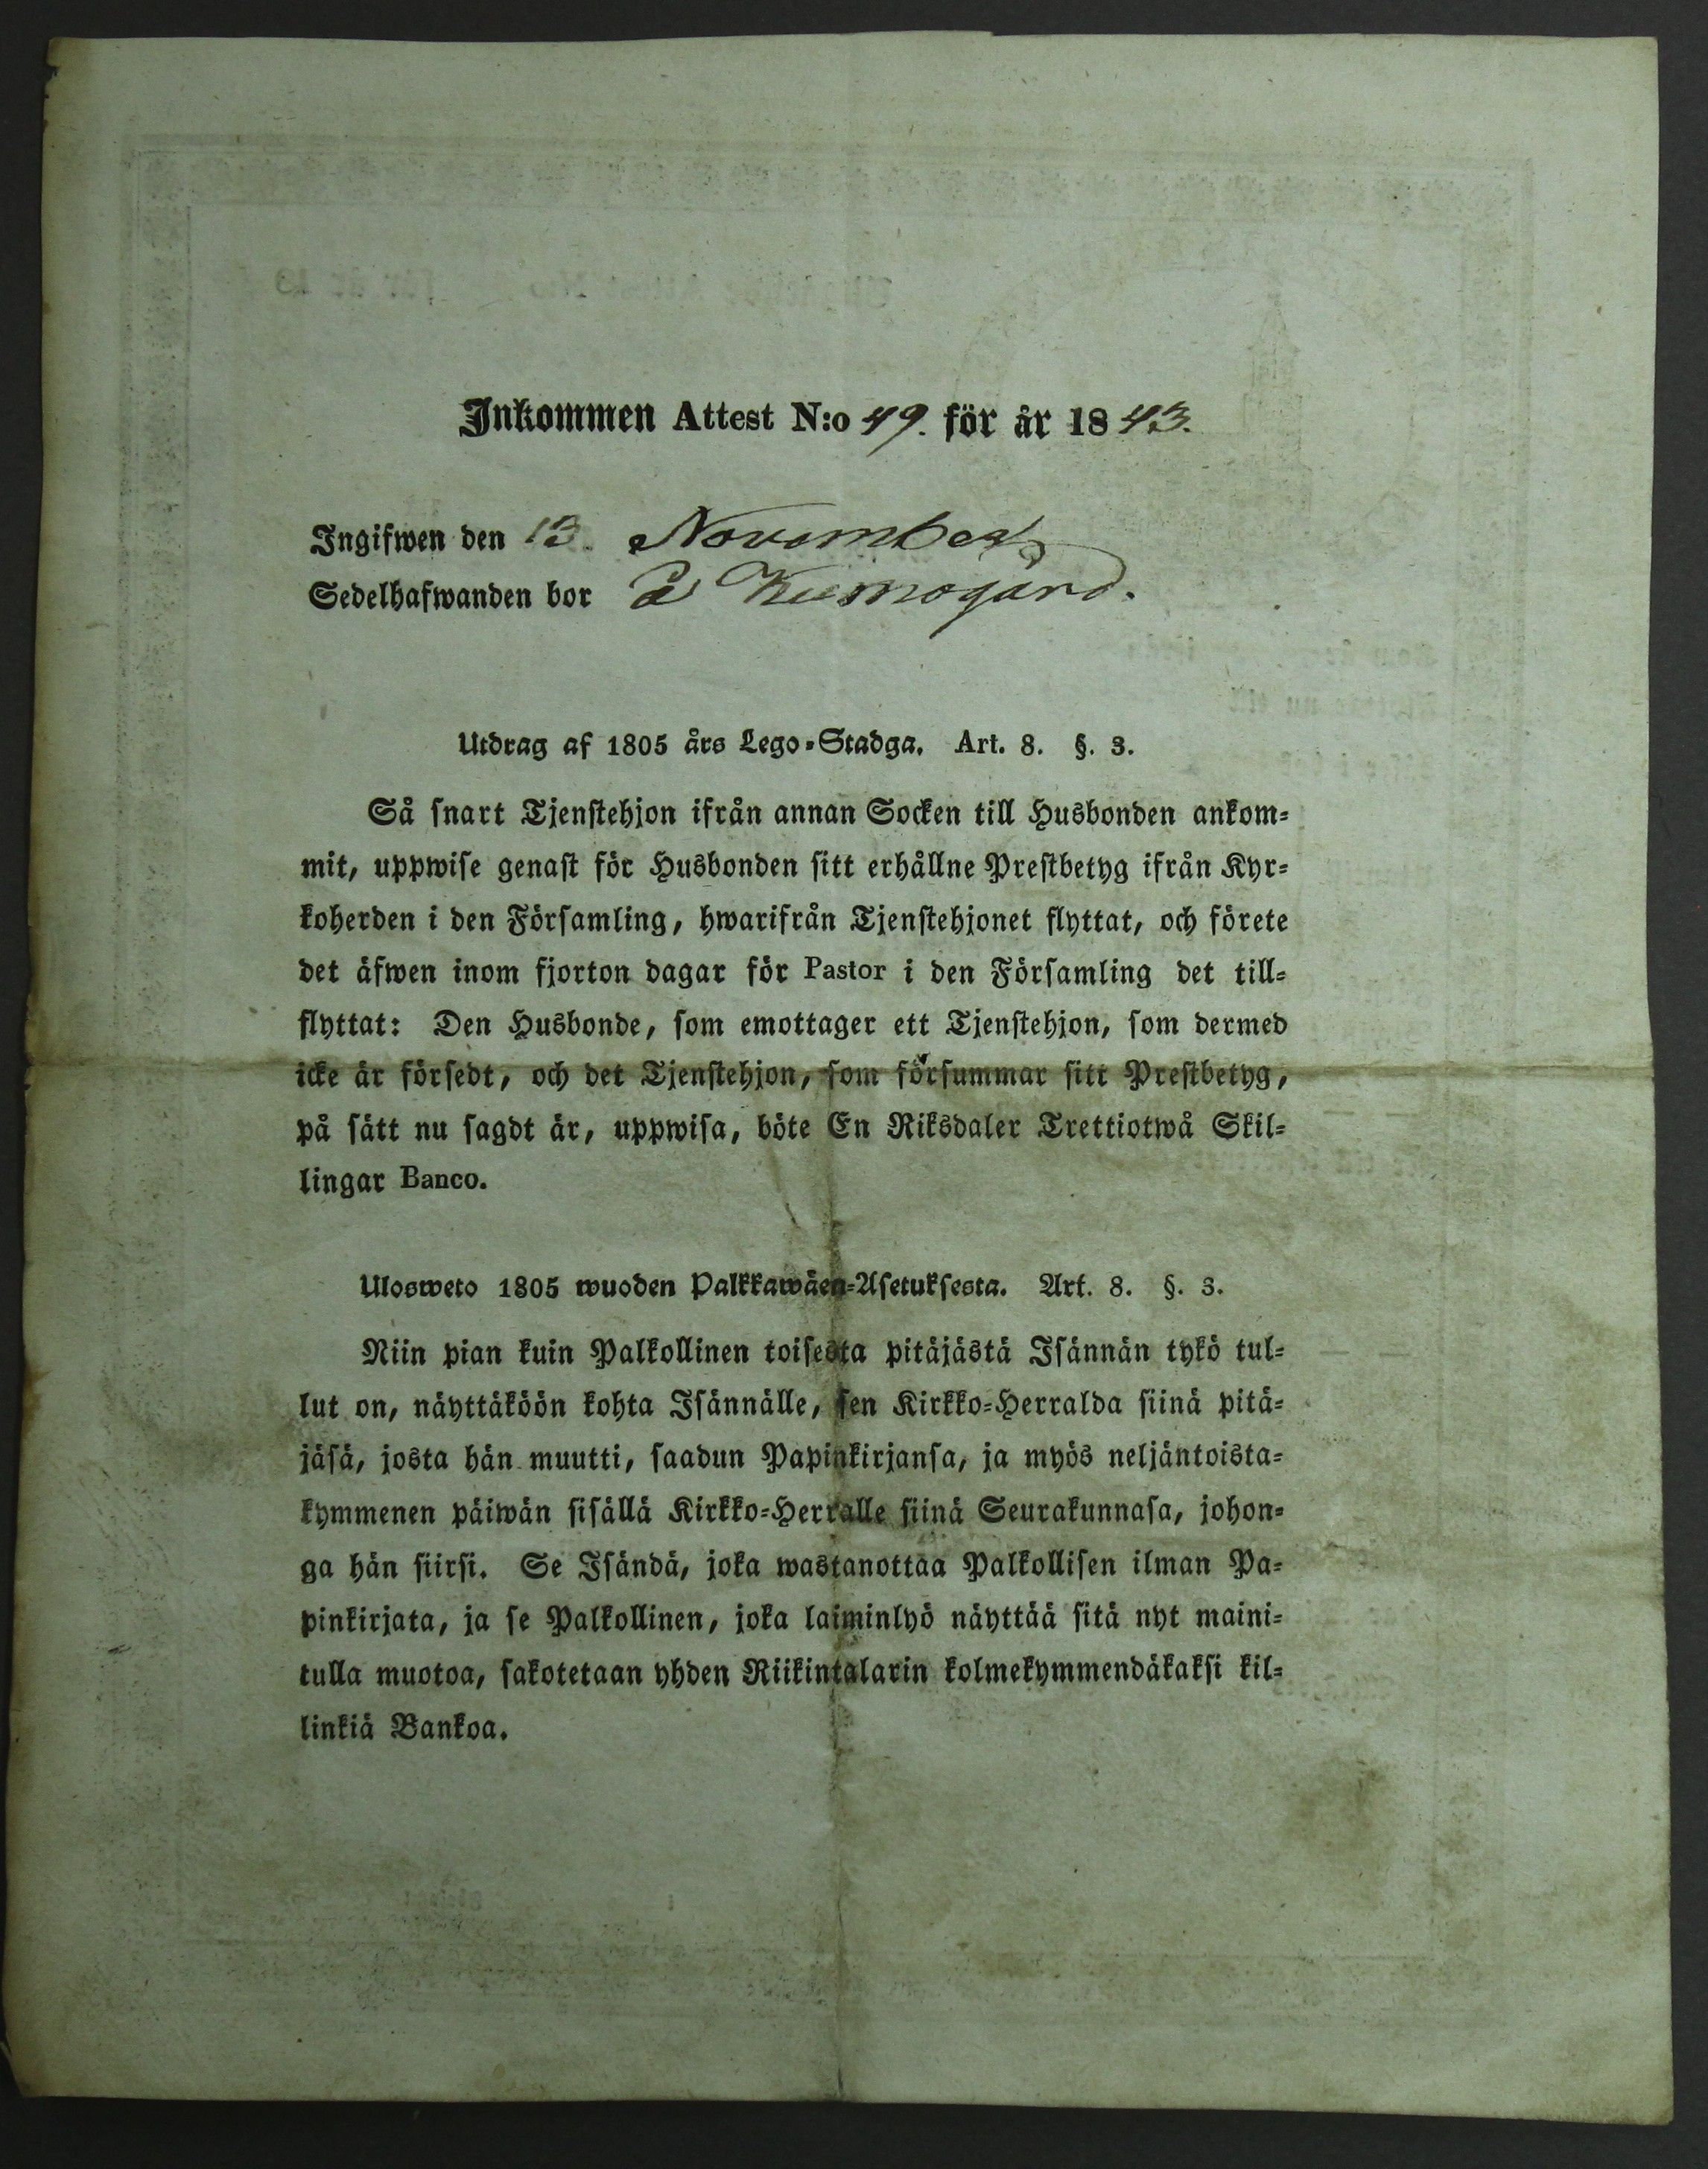 Inkommen Attest N:o 49. för år 1843.
Ingifwen den 13. November
Sedelhafwanden bor På Kumogård.
Utdrag af 1805 års Lego-Stadga. Art. 8. §. 3.
Så snart Tjenstehjon ifrån annan Socken till Husbonden ankom-
mit, uppwise genast för Husbonden sitt erhållne Prestbetyg ifrån Kyr-
koherden i den Församling, hwarifrån Tjenstehjonet flyttat, och förete
det äfwen inom fjorton dagar för Pastor i den Församling det till-
flyttat: Den Husbonde, som emottager ett Tjenstehjon, som dermed
icke är försedt, och det Tjenstehjon, som försummar sitt Prestbetyg,
på sätt nu sagdt är, uppwisa, böte En Riksdaler Trettiotwå Skil-
lingar Banco.
Ulosweto 1805 wuoden Palkkawäen-Asetuksesta. Art. 8. §. 3.
Niin pian kuin Palkollinen toisesta pitäjästä Isännän tykö tul-
lut on, näyttäköön kohta Isännälle, sen Kirkko-Herralda siinä pitä-
jäsä, josta hän muutti, saadun Papinkirjansa, ja myös neljäntoista-
kymmenen päiwän sisällä Kirkko-Herralle siinä Seurakunnasa, johon-
ga hän siirsi. Se Isändä, joka wastanottaa Palkollisen ilman Pa-
pinkirjata, ja se Palkollinen, joka laiminlyö näyttää sitä nyt maini-
tulla muotoa, sakotetaan yhden Riikintalarin kolmekymmendäkaksi kil-
linkiä Bankoa.